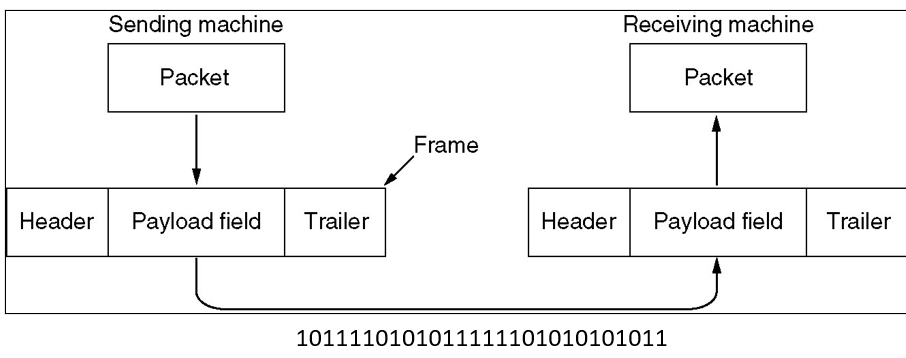 Sending machine
Receiving machine
Packet
Packet
Frame
Header
Payload field
Trailer
Header
Payload field
Trailer
1011110101011111101010101011